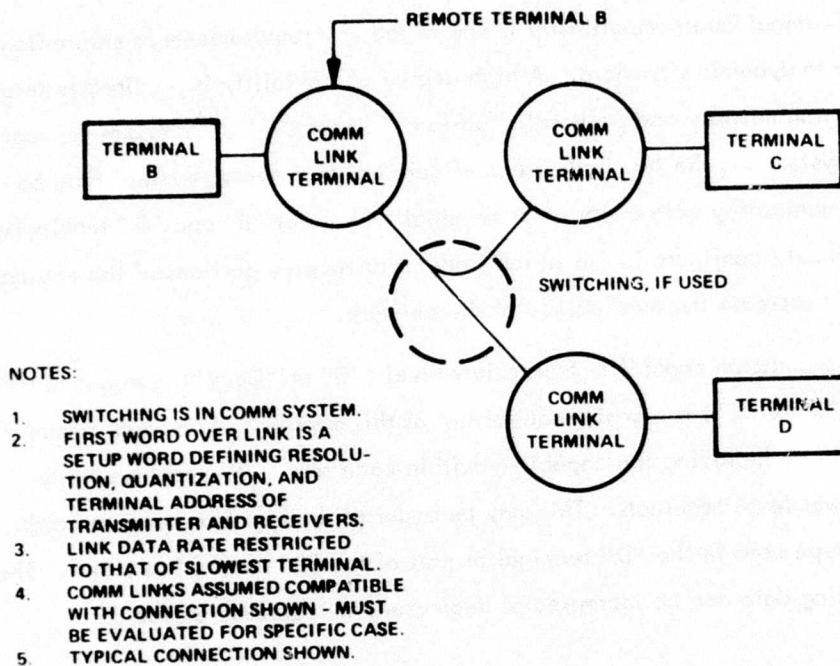 REMOTE TERMINAL B
TERMINAL
B
COMM
LINK
TERMINAL
COMM
LINK
TERMINAL
TERMINAL
C
SWITCHING, IF USED
COMM
LINK
TERMINAL
TERMINAL
D
NOTES:
1. SWITCHING IS IN COMM SYSTEM.
2. FIRST WORD OVER LINK IS A
SETUP WORD DEFINING RESOLU-
TION, QUANTIZATION, AND
TERMINAL ADDRESS OF
TRANSMITTER AND RECEIVERS.
3. LINK DATA RATE RESTRICTED
TO THAT OF SLOWEST TERMINAL.
4. COMM LINKS ASSUMED COMPATIBLE
WITH CONNECTION SHOWN MUST
BE EVALUATED FOR SPECIFIC CASE.
5. TYPICAL CONNECTION SHOWN.